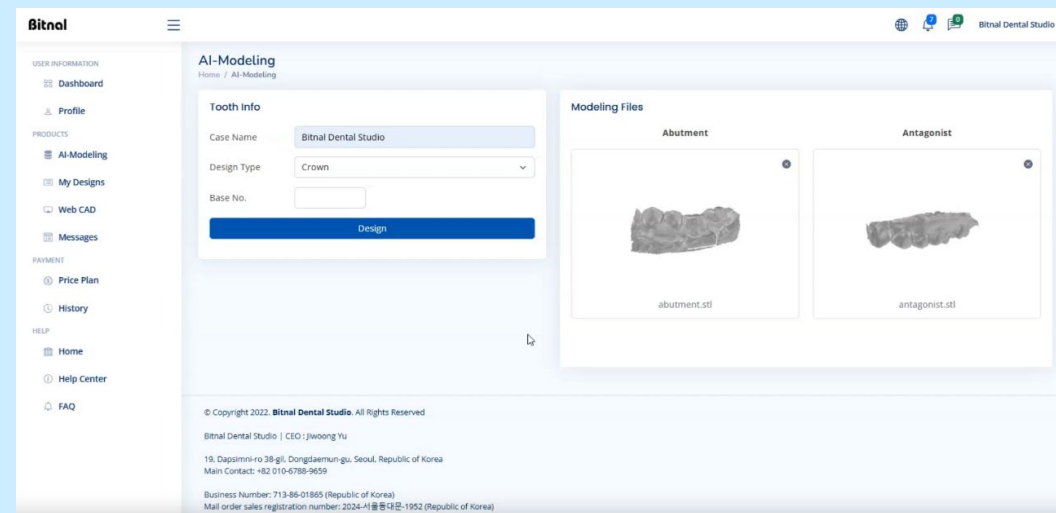 Bitnal
7
0
Bitnal Dental Studio
USER INFORMATION
Dashboard
Profile
PRODUCTS
AI-Modeling
My Designs
Web CAD
Messages
PAYMENT
Price Plan
History
HELP
Home
Help Center
FAQ
AI-Modeling
Home / AI-Modeling
Tooth Info
Case Name
Bitnal Dental Studio
Design Type
Crown
Base No.
Design
Modeling Files
Abutment
Antagonist
abutment.stl
antagonist.stl
© Copyright 2022. Bitnal Dental Studio. All Rights Reserved
Bitnal Dental Studio | CEO : Jiwoong Yu
19, Dapsimni-ro 38-gil, Dongdaemun-gu, Seoul, Republic of Korea
Main Contact: +82 010-6788-9659
Business Number: 713-86-01865 (Republic of Korea)
Mail order sales registration number: 2024-서울동대문-1952 (Republic of Korea)